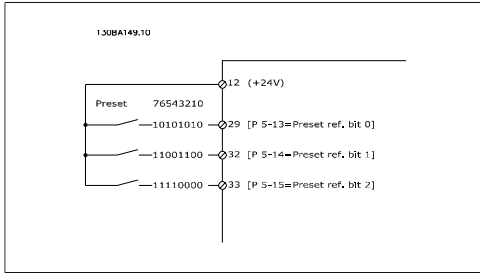 130BA149.10
12 (+24V)
Preset 76543210
10101010 29 [P 5-13=Preset ref. bit 0]
11001100 32 [P 5-14=Preset ref. bit 1]
11110000 33 [P 5-15=Preset ref. bit 2]